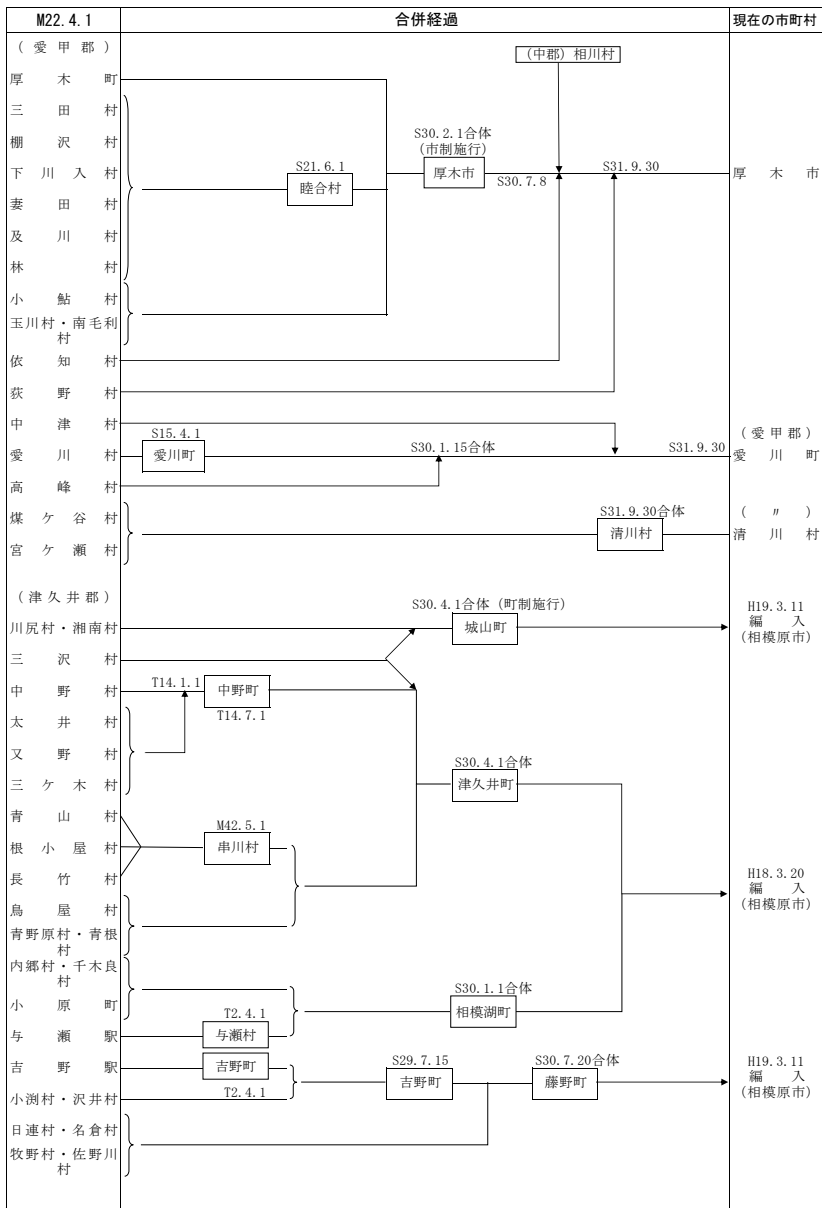 M22.4.1 合併経過 現在の市町村
(愛甲郡)
(中郡)相川村
厚木町
三田村
棚沢村
S30.2.1合体
(市制施行)
下川入村 S21.6.1 睦合村 厚木市 S30.7.8 S31.9.30 厚木市
妻田村
及川村
林村
小鮎村
玉川村・南毛利
村
依知村
荻野村
中津村
(愛甲郡)
愛川村 S15.4.1 愛川町 S30.1.15合体 S31.9.30 愛川町
高峰村
煤ケ谷村 S31.9.30合体 (〃)
清川村 清川村
宮ケ瀬村
(津久井郡)
S30.4.1合体(町制施行) H19.3.11
川尻村・湘南村 城山町 編入
(相模原市)
三沢村
中野村 T14.1.1 中野町
T14.7.1
太井村
又野村
S30.4.1合体
三ケ木村 津久井町
青山村
M42.5.1
根小屋村 串川村
長竹村
H18.3.20
編入
(相模原市)
鳥屋村
青野原村・青根
村
内郷村・千木良
村
S30.1.1合体
小原町 相模湖町
与瀬駅 T2.4.1 与瀬村
吉野駅 吉野町 S29.7.15 吉野町 S30.7.20合体 藤野町 H19.3.11
編入
(相模原市)
小渕村・沢井村 T2.4.1
日連村・名倉村
牧野村・佐野川
村